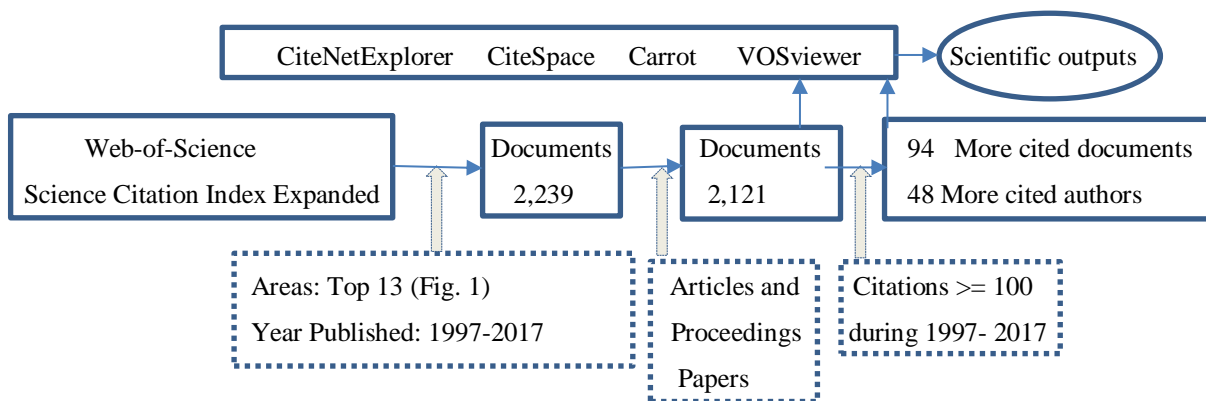 CiteNetExplorer CiteSpace Carrot VOSviewer
Scientific outputs
Web-of-Science
Science Citation Index Expanded
Documents
2,239
Documents
2,121
94 More cited documents
48 More cited authors
Areas: Top 13 (Fig. 1)
Year Published: 1997-2017
Articles and
Proceedings
Papers
Citations >= 100
during 1997- 2017